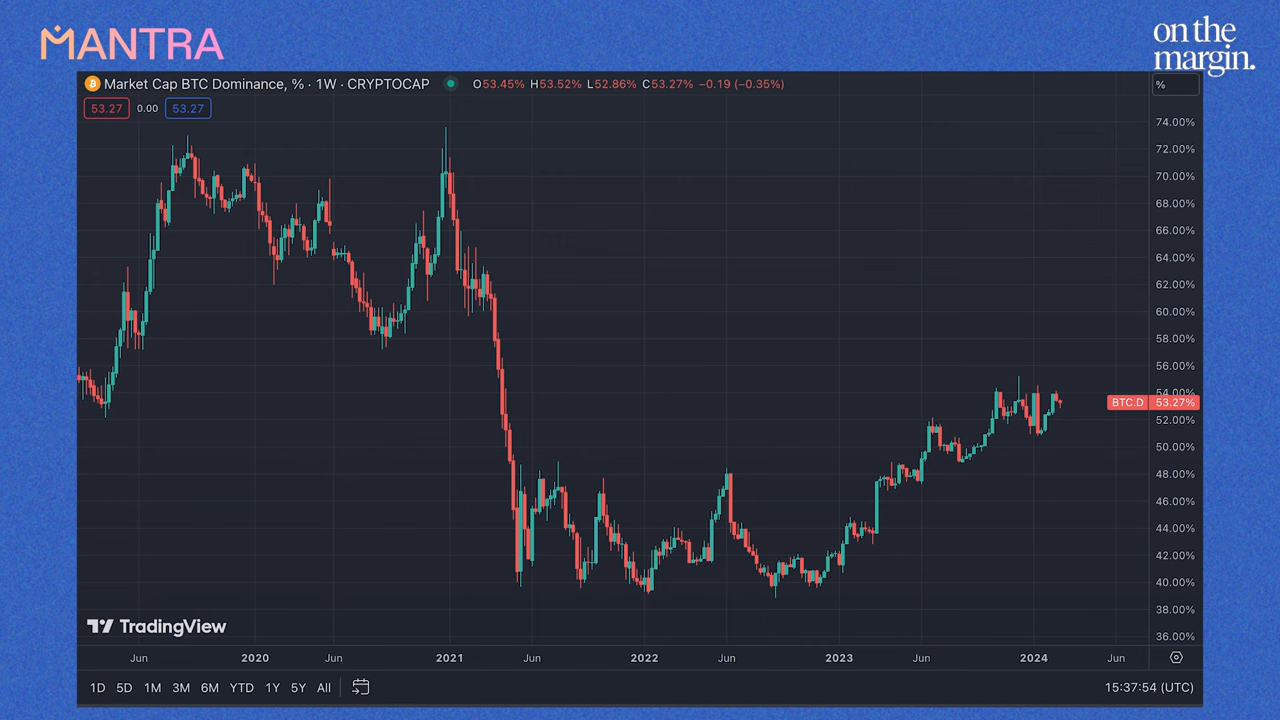 MANTRA
on the
margin.
Market Cap BTC Dominance, % · 1W · CRYPTOCAP O53.45% H53.52% L52.86% C53.27% −0.19 (−0.35%)
%
53.27 0.00 53.27
74.00%
72.00%
70.00%
68.00%
66.00%
64.00%
62.00%
60.00%
58.00%
56.00%
54.00%
BTC.D 53.27%
52.00%
50.00%
48.00%
46.00%
44.00%
42.00%
40.00%
38.00%
36.00%
TradingView
Jun 2020 Jun 2021 Jun 2022 Jun 2023 Jun 2024 Jun
1D 5D 1M 3M 6M YTD 1Y 5Y All 15:37:54 (UTC)